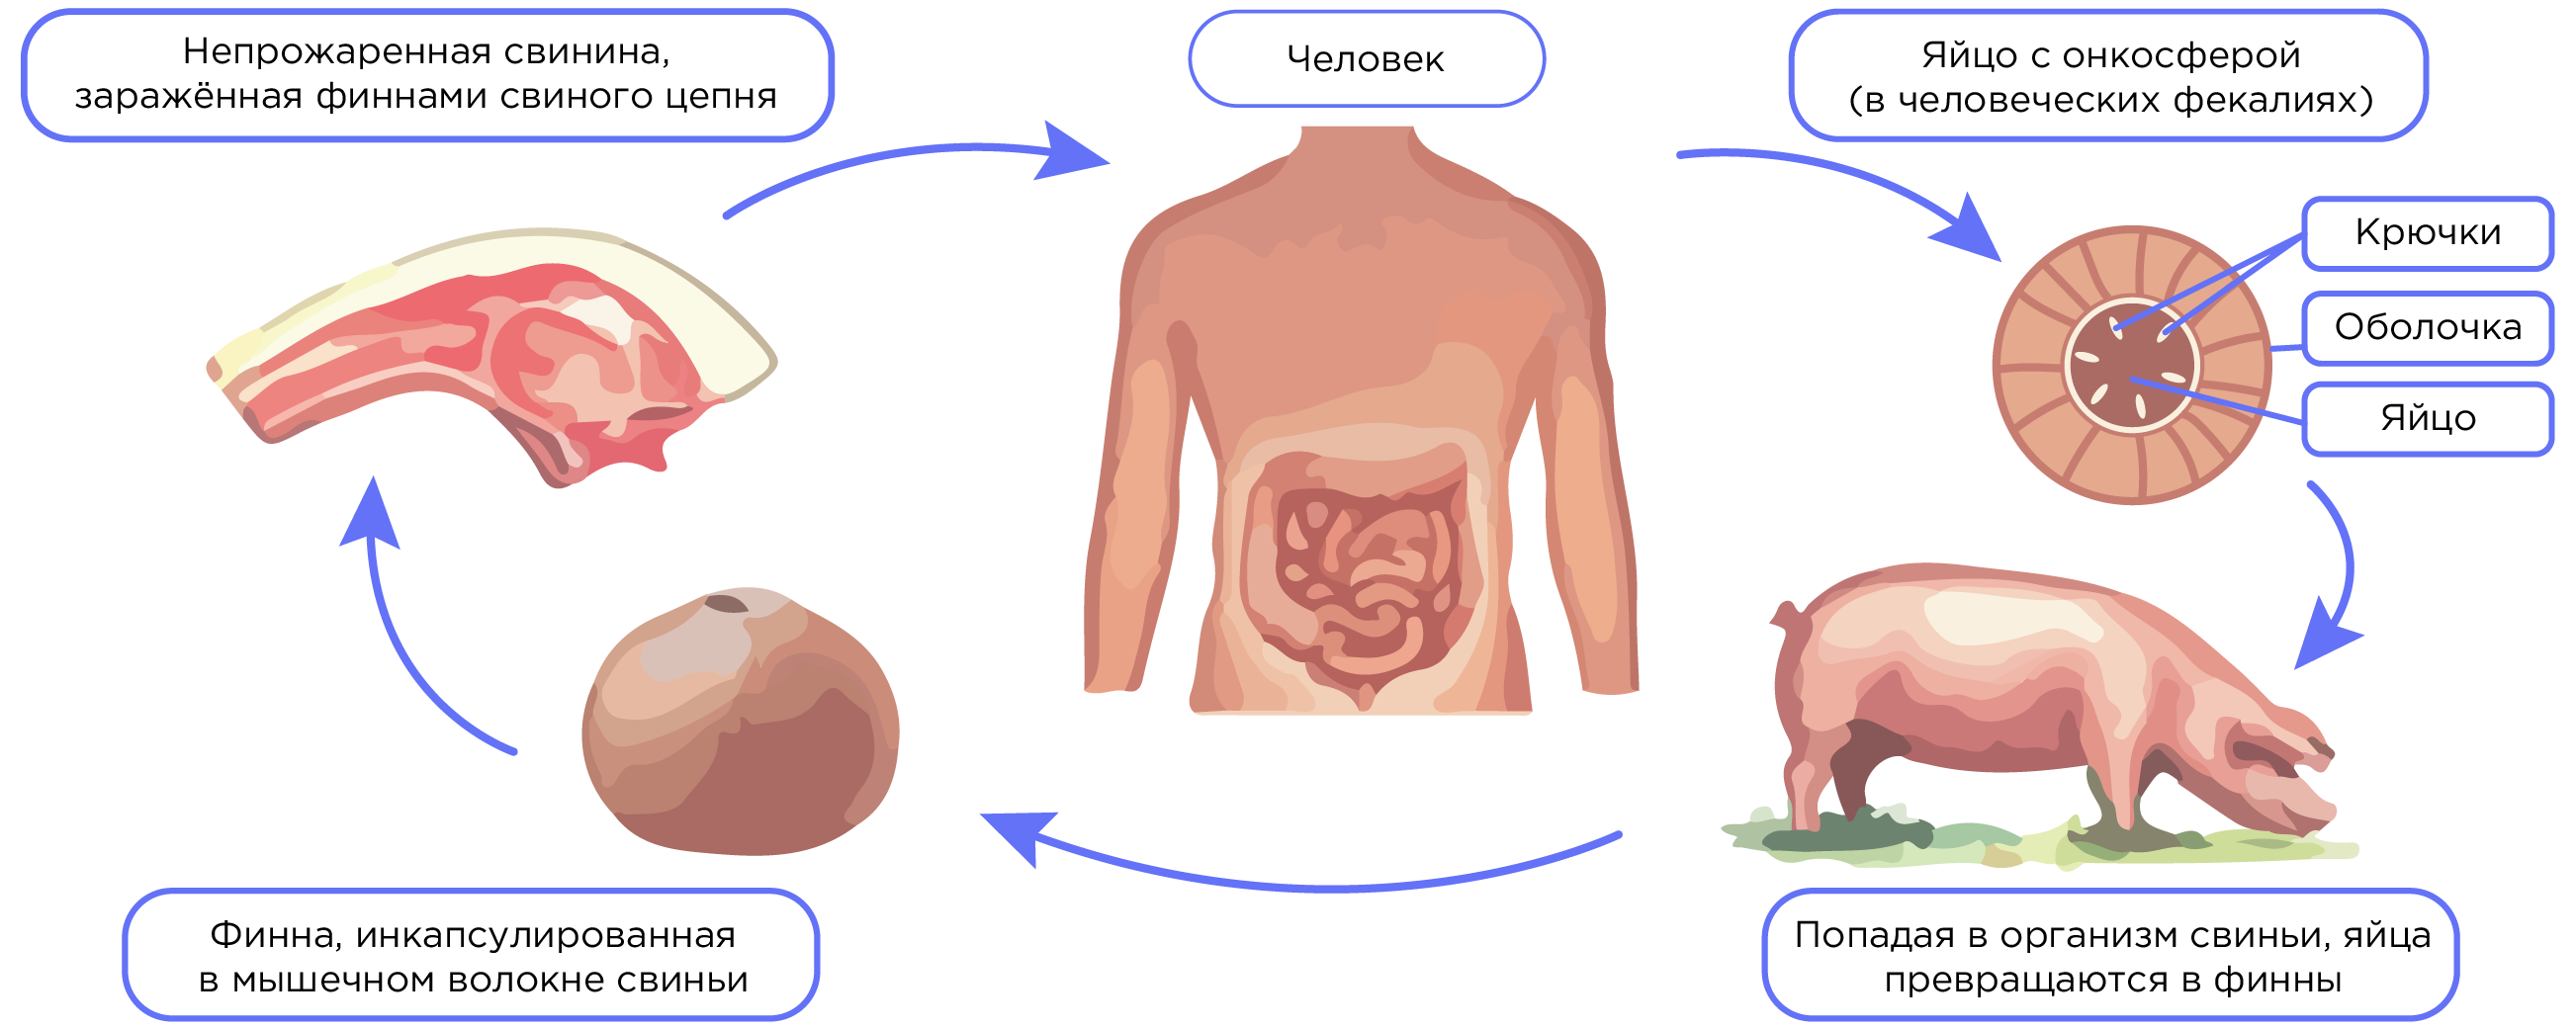 Непрожаренная свинина,
заражённая финнами свиного цепня
Человек
Яйцо с онкосферой
(в человеческих фекалиях)
Крючки
Оболочка
Яйцо
Попадая в организм свиньи, яйца
превращаются в финны
Финна, инкапсулированная
в мышечном волокне свиньи